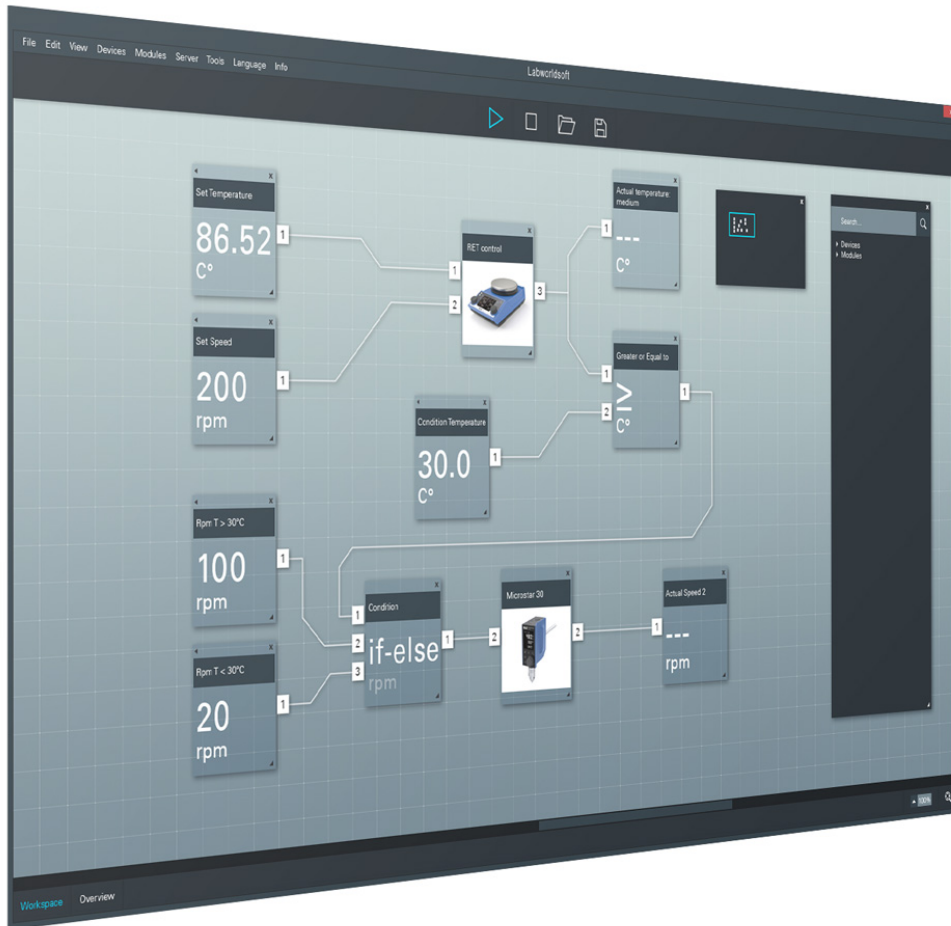 Labworldsoft
File Edit View Devices Modules Server Tools Language Info
Set Temperature
86.52
C°
1
Set Speed
200
rpm
1
RET control
1
2
3
Actual temperature:
medium
1
---
C°
Greater or Equal to
1
2
≥
C°
1
Condition Temperature
30.0
C°
1
Search...
Devices
Modules
Rpm T > 30°C
100
rpm
1
Rpm T < 30°C
20
rpm
1
Condition
1
2
3
if-else
rpm
1
Microstar 30
2
2
Actual Speed 2
1
---
rpm
100%
Workspace Overview